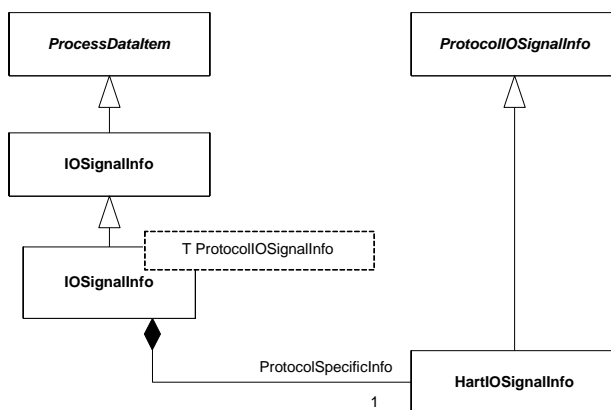 ProcessDataItem
ProtocolIOSignalInfo
IOSignalInfo
T ProtocolIOSignalInfo
IOSignalInfo
ProtocolSpecificInfo
HartIOSignalInfo
1